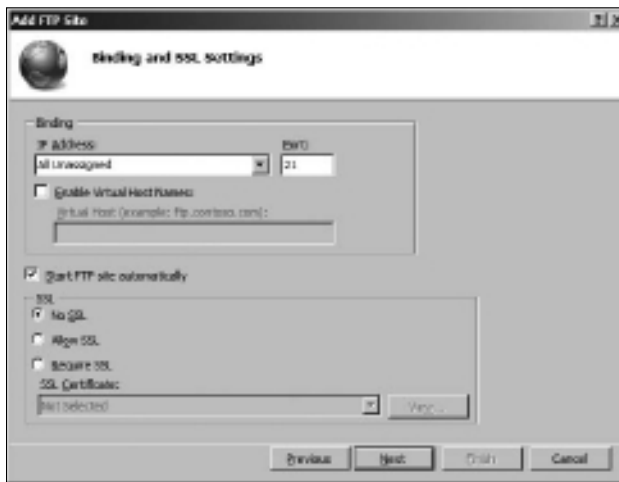 Add FTP Site
Binding and SSL Settings
Binding
IP Address:
Port:
All Unassigned
21
Enable Virtual Host Names:
Virtual Host (example: ftp.contoso.com):
Start FTP site automatically
SSL
No SSL
Allow SSL
Require SSL
SSL Certificate:
Not Selected
View...
Previous
Next
Finish
Cancel